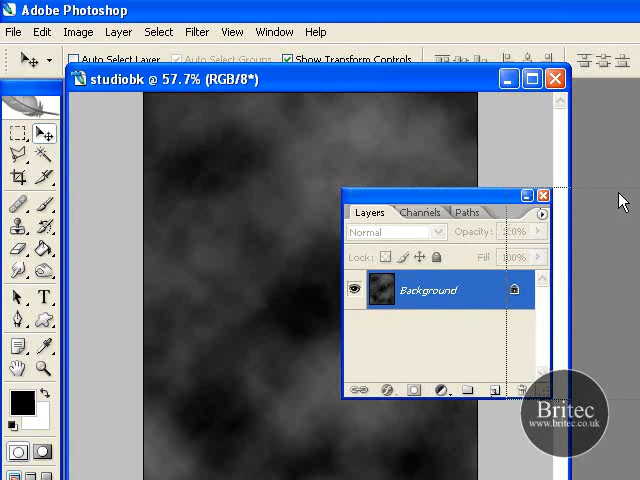 Adobe Photoshop
File Edit Image Layer Select Filter View Window Help
Auto Select Layer Auto Select Groups Show Transform Controls
studiobk @ 57.7% (RGB/8*)
Layers Channels Paths
Normal Opacity:
Lock: Fill 100%
Background
T
Britec
www.britec.co.uk